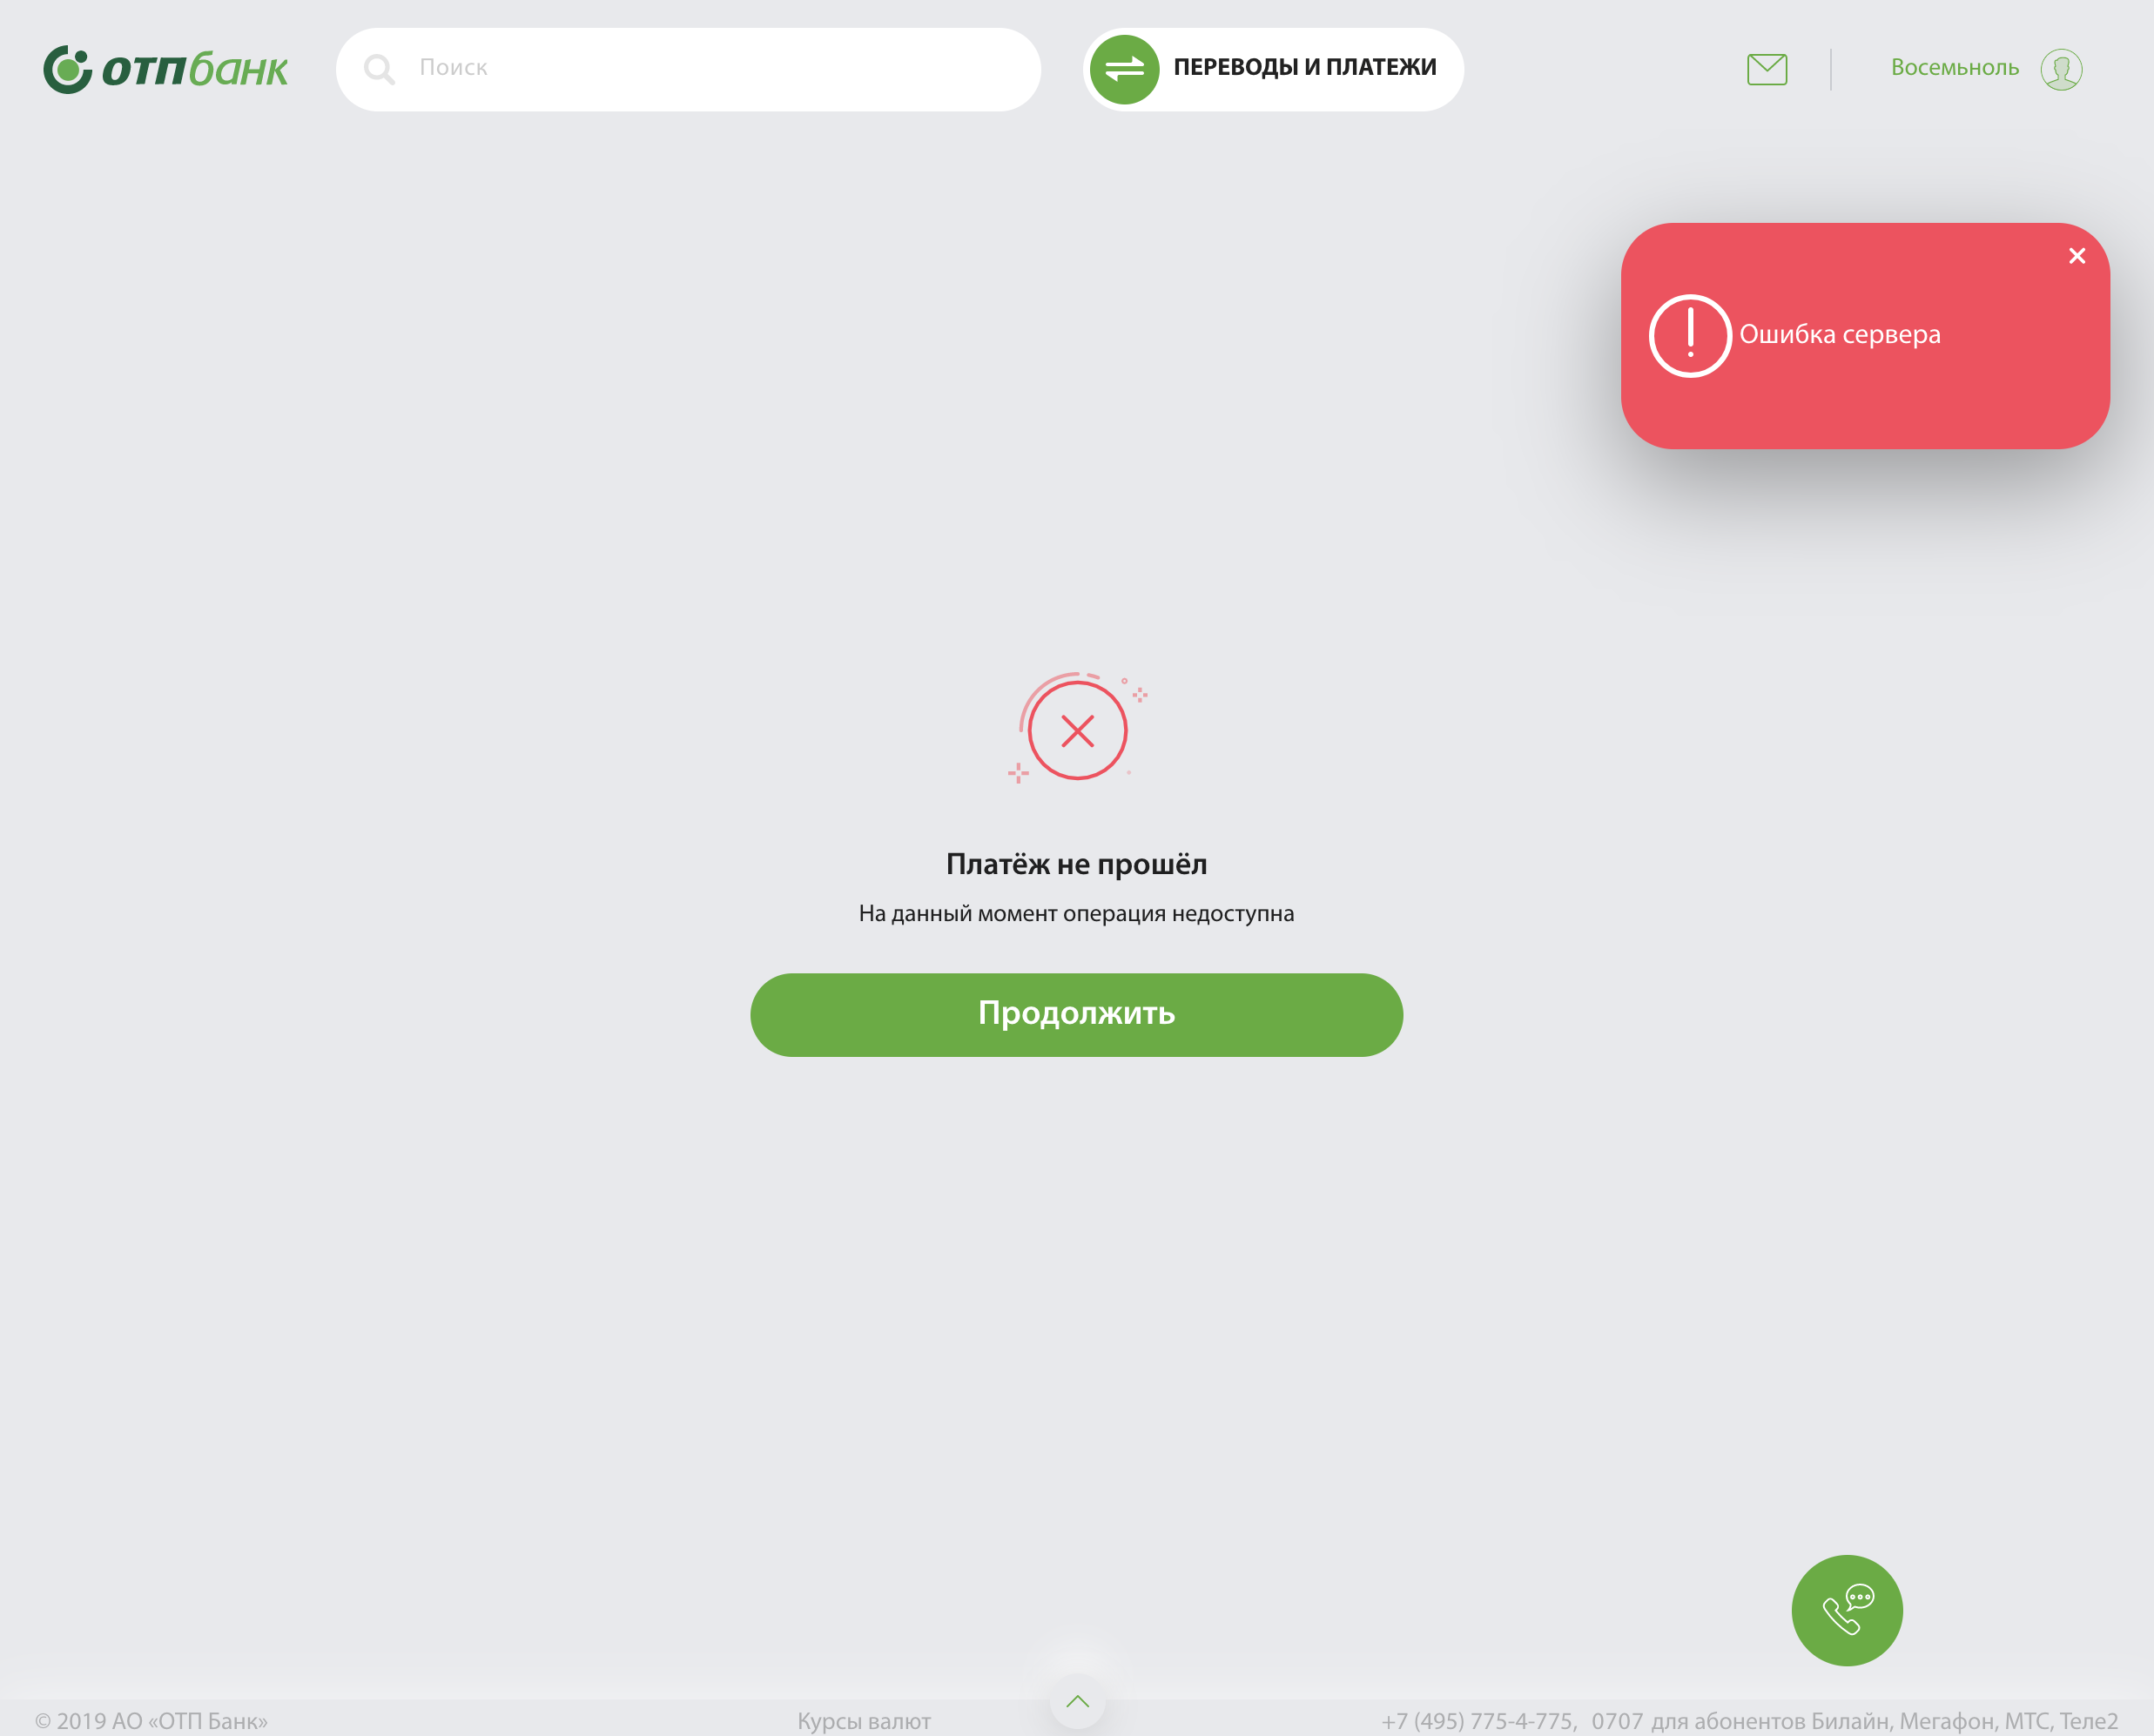 отпбанк
Поиск
ПЕРЕВОДЫ И ПЛАТЕЖИ
Восемьноль
Ошибка сервера
Платёж не прошёл
На данный момент операция недоступна
Продолжить
© 2019 АО «ОТП Банк»
Курсы валют
+7 (495) 775-4-775, 0707 для абонентов Билайн, Мегафон, МТС, Теле2